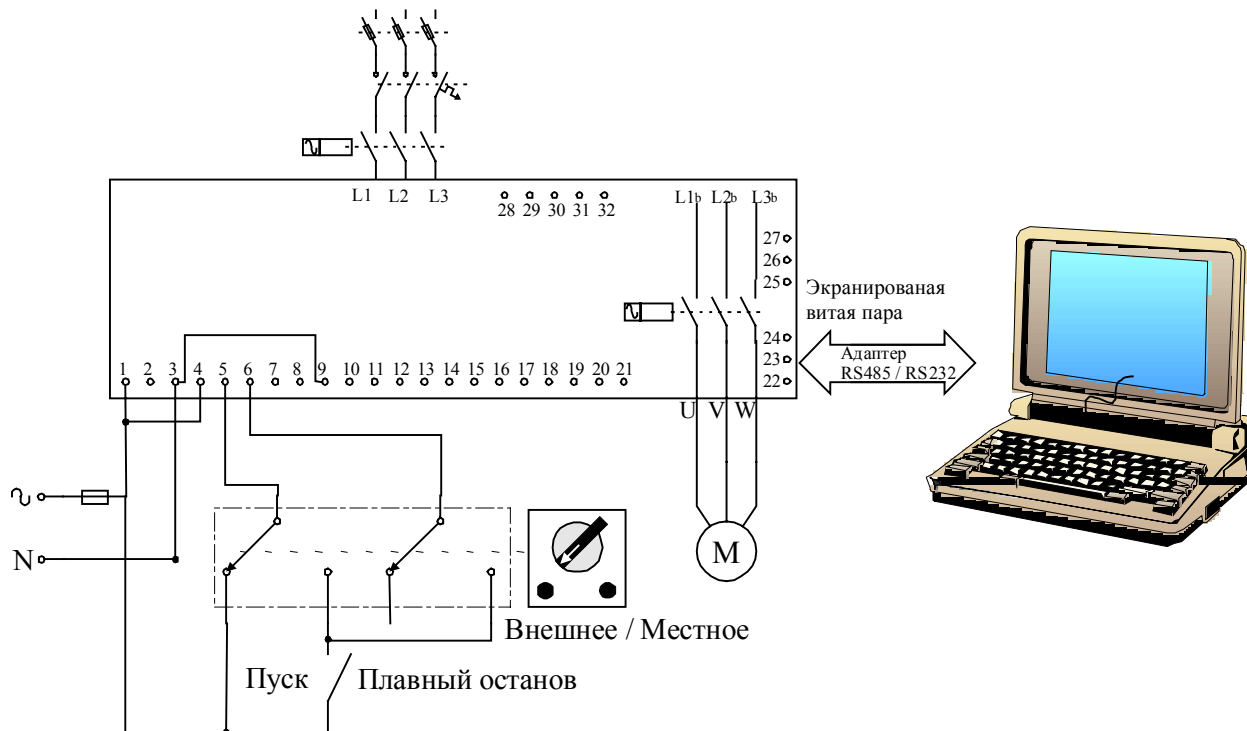 L1 L2 L3
28 29 30 31 32
L1b L2b L3b
27
26
25
24
23
22
Экранированая
витая пара
Адаптер
RS485 / RS232
1 2 3 4 5 6 7 8 9 10 11 12 13 14 15 16 17 18 19 20 21
U V W
N
M
Внешнее / Местное
Пуск Плавный останов